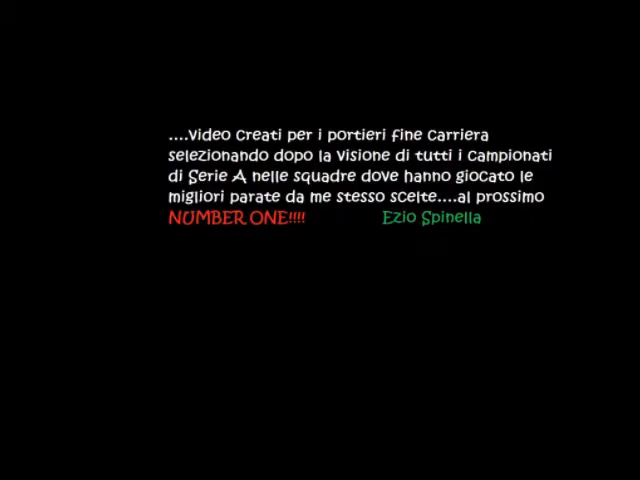 ....Video creati per i portieri fine carriera
selezionando dopo la visione di tutti i campionati
di Serie A nelle squadre dove hanno giocato le
migliori parate da me stesso scelte....al prossimo
NUMBER ONE!!!! Ezio Spinella